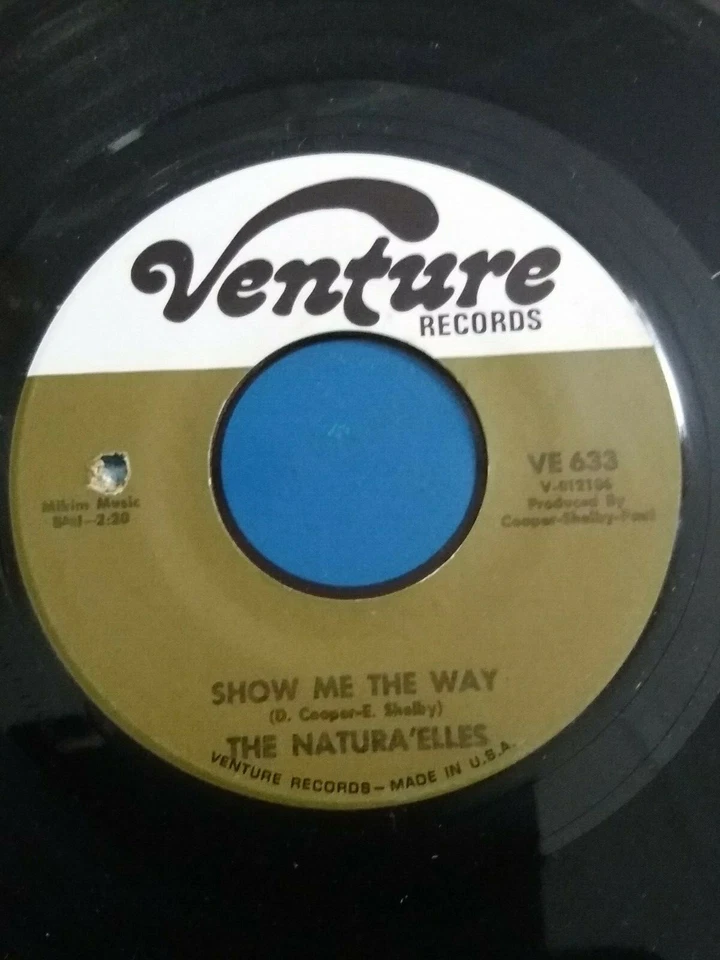 Venture
RECORDS
VE 633
V-012106
Produced By
Cooper-Shelby-Paul
Mikim Music
BMI-2:20
SHOW ME THE WAY
(D. Cooper-E. Shelby)
THE NATURA'ELLES
VENTURE RECORDS-MADE IN U.S.A.